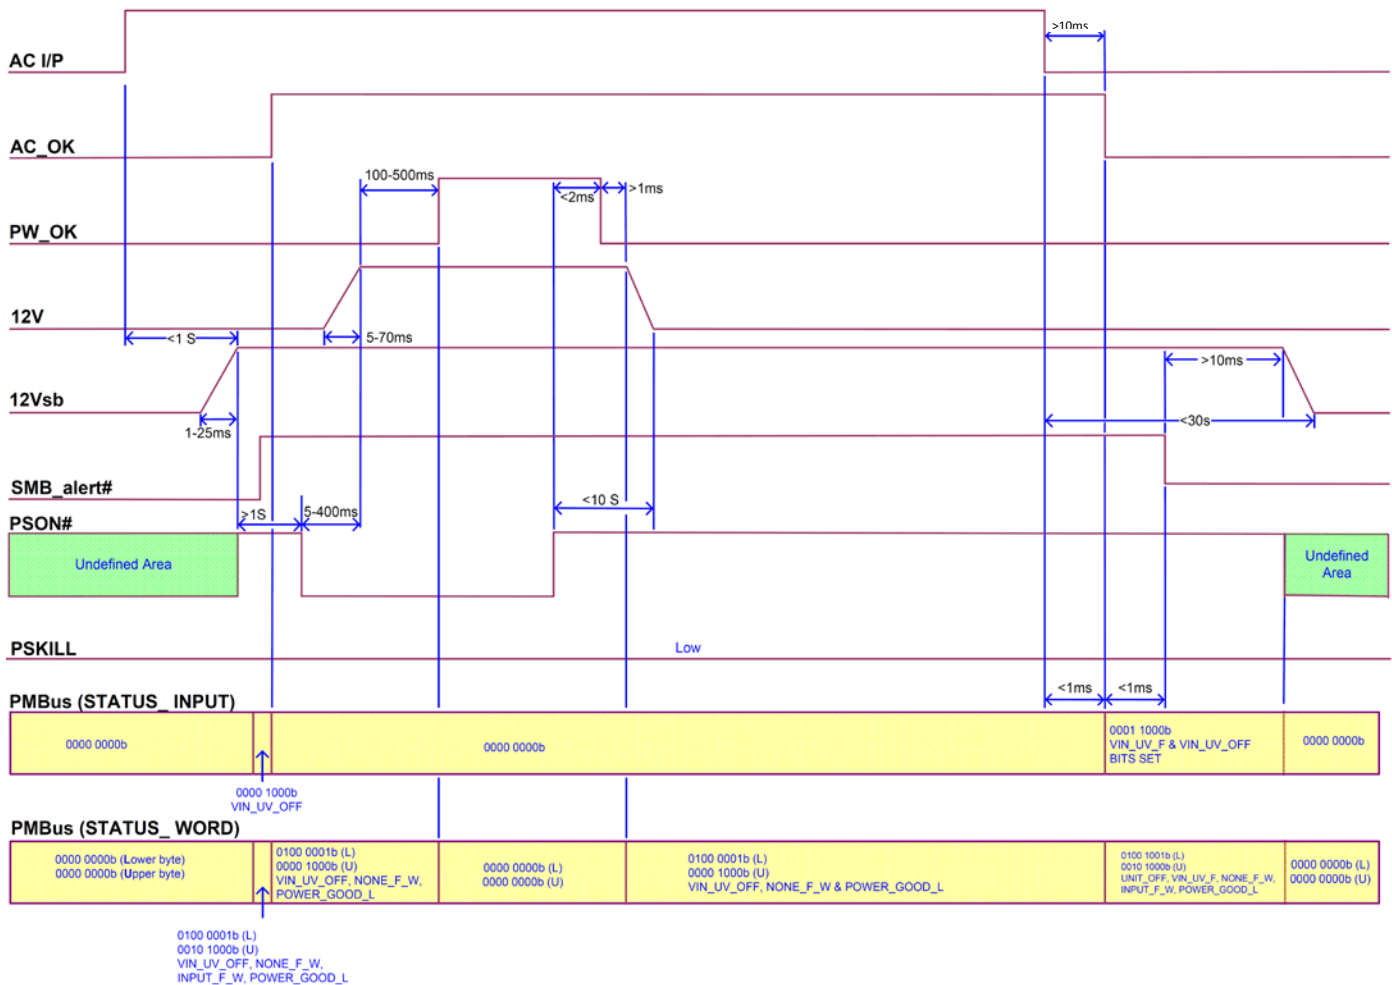 >10ms
AC I/P
AC_OK
100-500ms
<2ms
>1ms
PW_OK
12V
<1 S
5-70ms
>10ms
12Vsb
1-25ms
<30s
SMB_alert#
<10 S
>1S
5-400ms
PSON#
Undefined Area
Undefined
Area
PSKILL
Low
<1ms
<1ms
PMBus (STATUS_ INPUT)
0000 0000b
0000 0000b
0001 1000b
VIN_UV_F & VIN_UV_OFF
BITS SET
0000 0000b
0000 1000b
VIN_UV_OFF
PMBus (STATUS_ WORD)
0000 0000b (Lower byte)
0000 0000b (Upper byte)
0100 0001b (L)
0000 1000b (U)
VIN_UV_OFF, NONE_F_W,
POWER_GOOD_L
0000 0000b (L)
0000 0000b (U)
0100 0001b (L)
0000 1000b (U)
VIN_UV_OFF, NONE_F_W & POWER_GOOD_L
0100 1001b (L)
0010 1000b (U)
UNIT_OFF, VIN_UV_F, NONE_F_W,
INPUT_F_W, POWER_GOOD_L
0000 0000b (L)
0000 0000b (U)
0100 0001b (L)
0010 1000b (U)
VIN_UV_OFF, NONE_F_W,
INPUT_F_W, POWER_GOOD_L